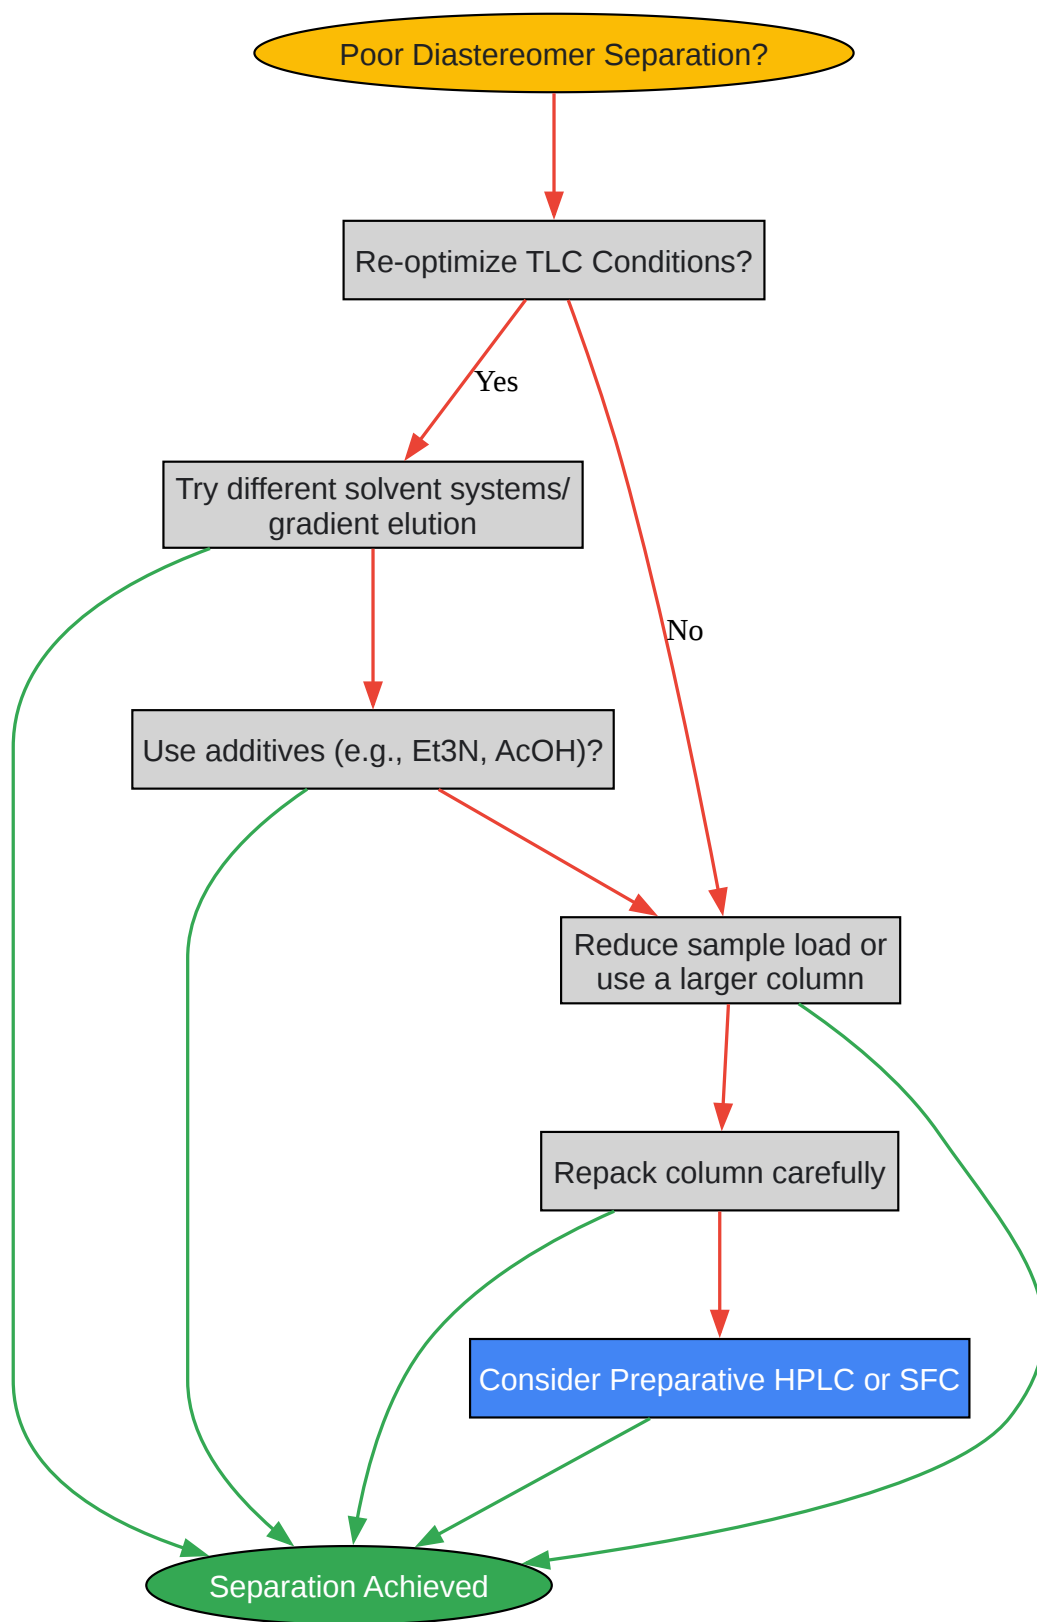 Poor Diastereomer Separation?
Re-optimize TLC Conditions?
Yes
Try different solvent systems/
gradient elution
No
Use additives (e.g., Et3N, AcOH)?
Reduce sample load or
use a larger column
Repack column carefully
Consider Preparative HPLC or SFC
Separation Achieved